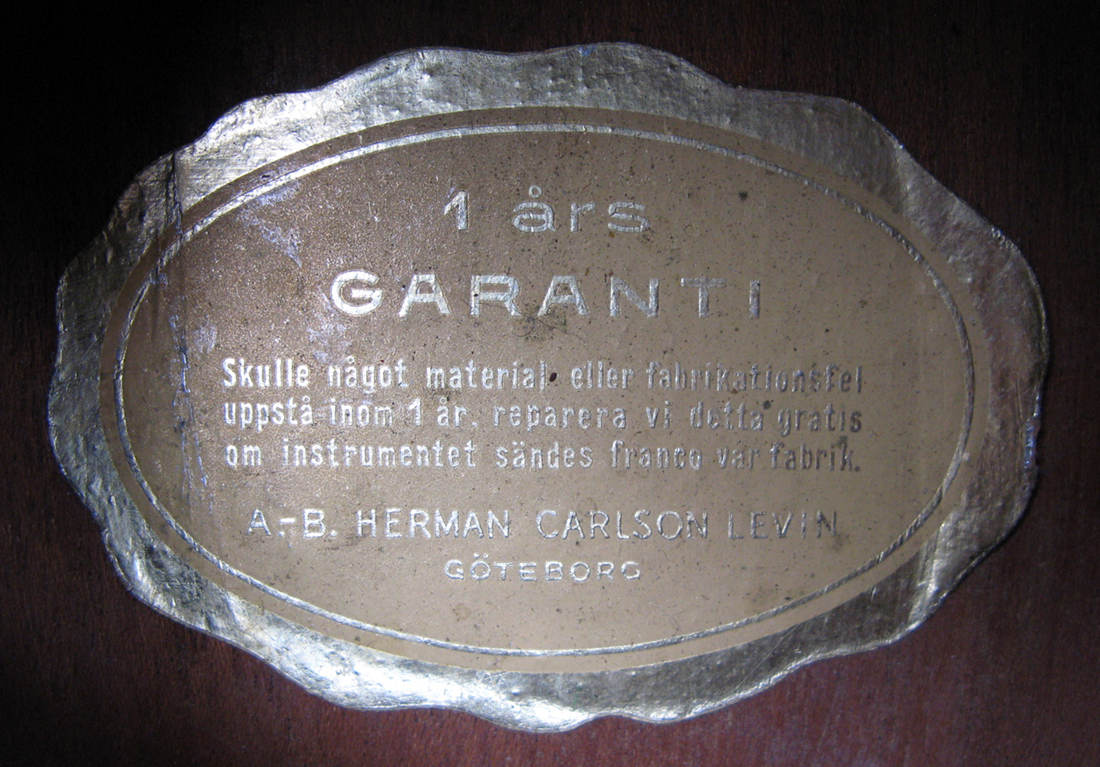 1 års
GARANTI
Skulle något material- eller fabrikationsfel
uppstå inom 1 år, reparera vi detta gratis
om instrumentet sändes franco vår fabrik.
A.-B. HERMAN CARLSON LEVIN
GÖTEBORG